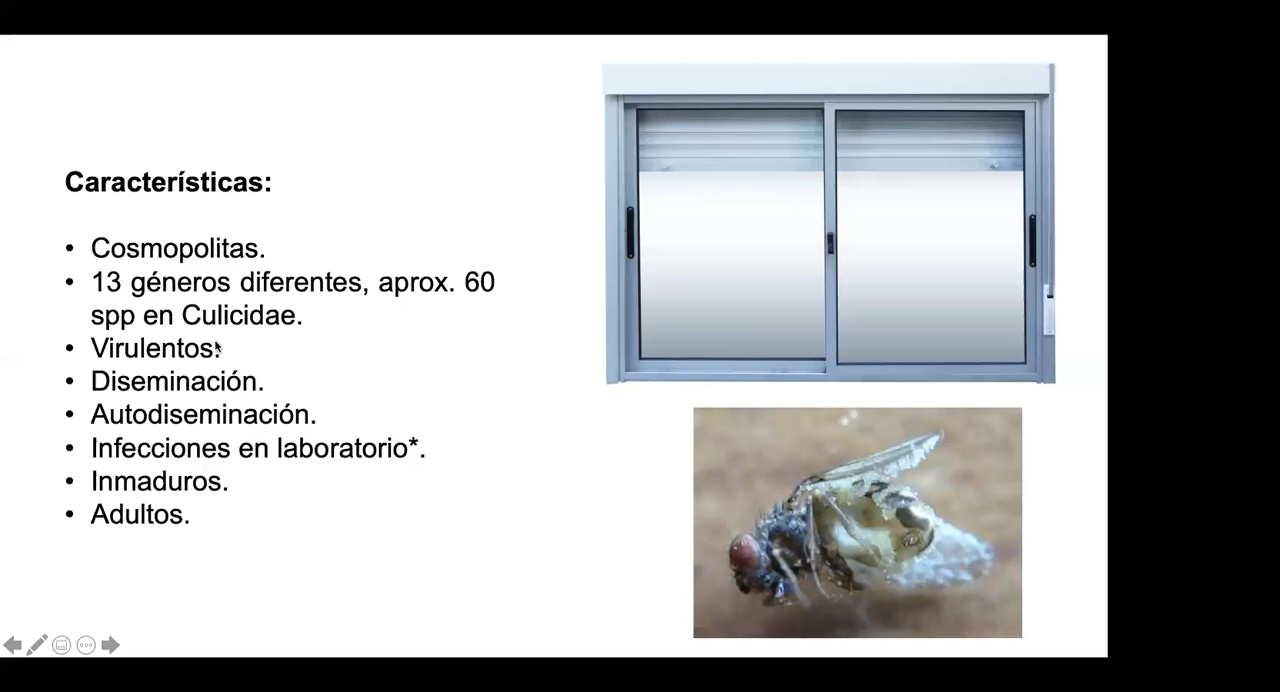 Características:
• Cosmopolitas.
• 13 géneros diferentes, aprox. 60
spp en Culicidae.
• Virulentos.
• Diseminación.
• Autodiseminación.
• Infecciones en laboratorio*.
• Inmaduros.
• Adultos.